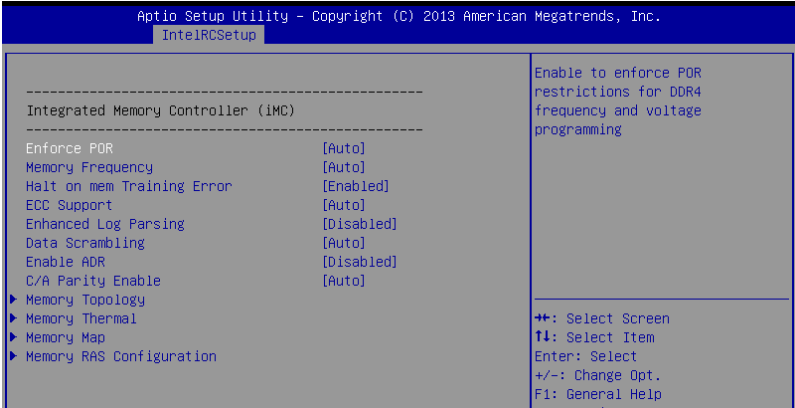 Aptio Setup Utility – Copyright (C) 2013 American Megatrends, Inc.
IntelRCSetup
--------------------------------------------------
Integrated Memory Controller (iMC)
--------------------------------------------------
Enforce POR [Auto]
Memory Frequency [Auto]
Halt on mem Training Error [Enabled]
ECC Support [Auto]
Enhanced Log Parsing [Disabled]
Data Scrambling [Auto]
Enable ADR [Disabled]
C/A Parity Enable [Auto]
Memory Topology
Memory Thermal
Memory Map
Memory RAS Configuration
Enable to enforce POR
restrictions for DDR4
frequency and voltage
programming
→←: Select Screen
↑↓: Select Item
Enter: Select
+/-: Change Opt.
F1: General Help